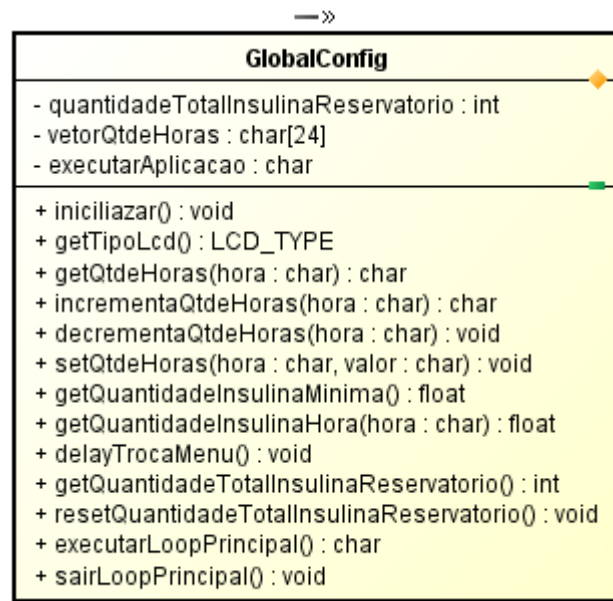 GlobalConfig
- quantidadeTotalInsulinaReservatorio : int
- vetorQtdeHoras : char[24]
- executarAplicacao : char
+ iniciliazar() : void
+ getTipoLcd() : LCD_TYPE
+ getQtdeHoras(hora : char) : char
+ incrementaQtdeHoras(hora : char) : char
+ decrementaQtdeHoras(hora : char) : void
+ setQtdeHoras(hora : char, valor : char) : void
+ getQuantidadeInsulinaMinima() : float
+ getQuantidadeInsulinaHora(hora : char) : float
+ delayTrocaMenu() : void
+ getQuantidadeTotalInsulinaReservatorio() : int
+ resetQuantidadeTotalInsulinaReservatorio() : void
+ executarLoopPrincipal() : char
+ sairLoopPrincipal() : void